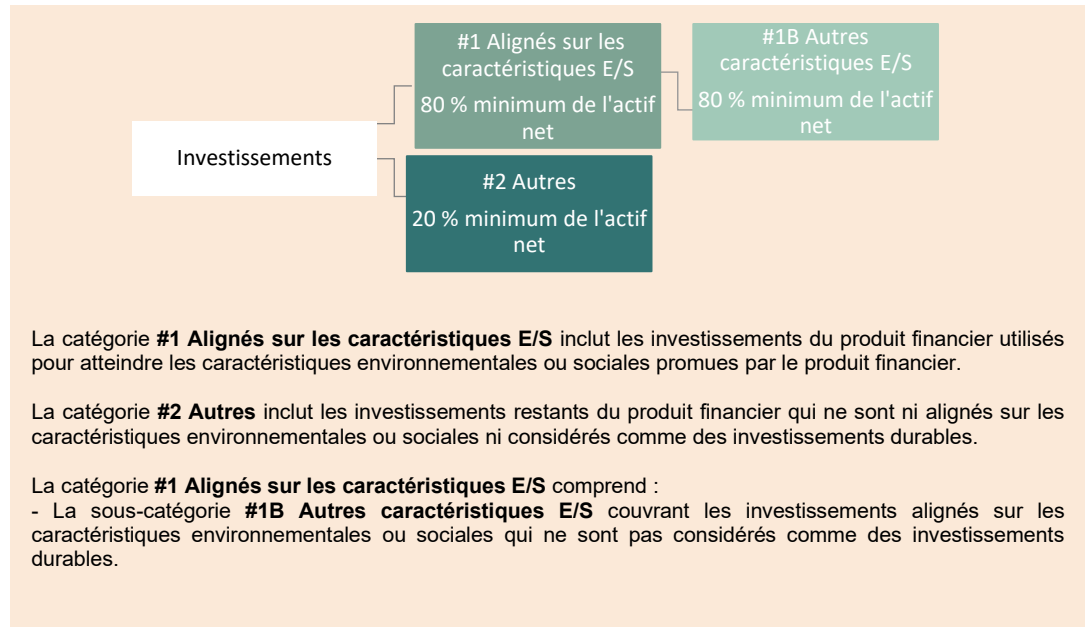 #1 Alignés sur les
caractéristiques E/S
80 % minimum de l'actif
net
#1B Autres
caractéristiques E/S
80 % minimum de l'actif
net
Investissements
#2 Autres
20 % minimum de l'actif
net
La catégorie #1 Alignés sur les caractéristiques E/S inclut les investissements du produit financier utilisés
pour atteindre les caractéristiques environnementales ou sociales promues par le produit financier.
La catégorie #2 Autres inclut les investissements restants du produit financier qui ne sont ni alignés sur les
caractéristiques environnementales ou sociales ni considérés comme des investissements durables.
La catégorie #1 Alignés sur les caractéristiques E/S comprend :
- La sous-catégorie #1B Autres caractéristiques E/S couvrant les investissements alignés sur les
caractéristiques environnementales ou sociales qui ne sont pas considérés comme des investissements
durables.